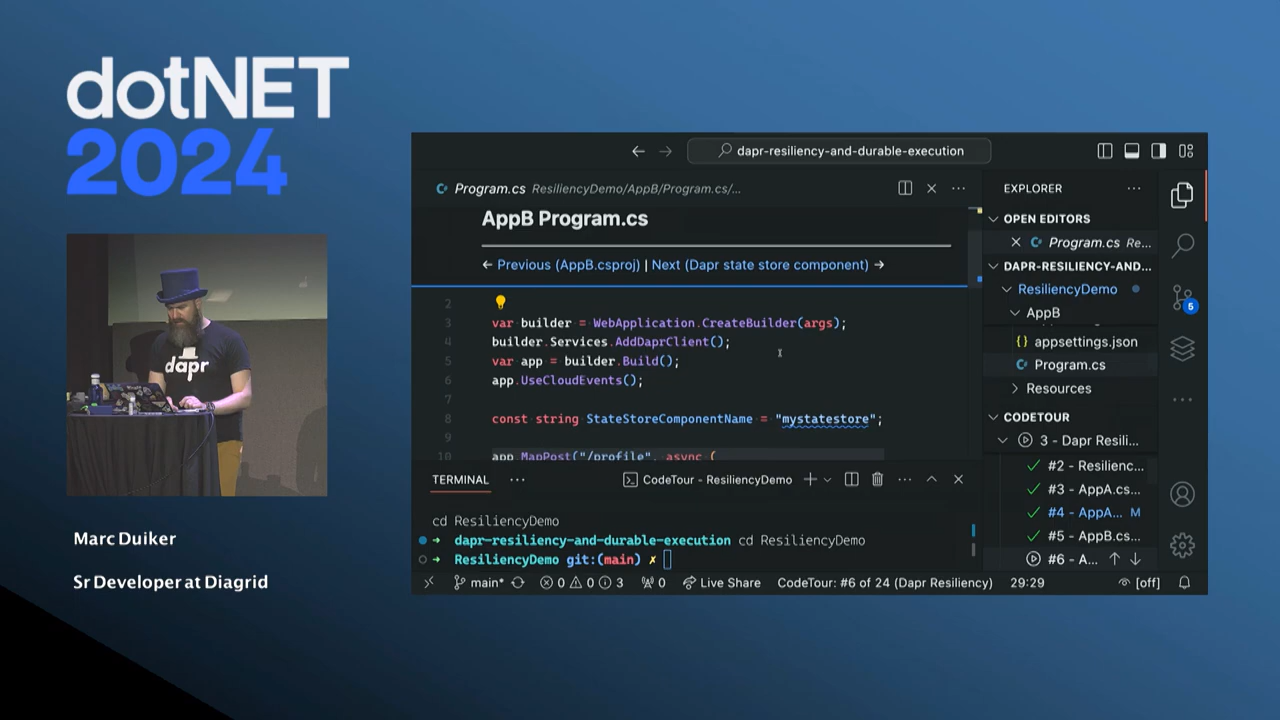 dotNET
2024
dapr-resiliency-and-durable-execution
Program.cs ResiliencyDemo/AppB/Program.cs/...
AppB Program.cs
← Previous (AppB.csproj) | Next (Dapr state store component) →
2
3 var builder = WebApplication.CreateBuilder(args);
4 builder.Services.AddDaprClient();
5 var app = builder.Build();
6 app.UseCloudEvents();
7
8 const string StateStoreComponentName = "mystatestore";
9
10 app.MapPost("/profile", async (
TERMINAL ··· CodeTour - ResiliencyDemo
cd ResiliencyDemo
dapr-resiliency-and-durable-execution cd ResiliencyDemo
ResiliencyDemo git:(main) ✗
EXPLORER
OPEN EDITORS
Program.cs Re...
DAPR-RESILIENCY-AND...
ResiliencyDemo
AppB
{} appsettings.json
Program.cs
Resources
CODETOUR
3 - Dapr Resili...
#2 - Resilienc...
#3 - AppA.cs...
#4 - AppA... M
#5 - AppB.cs...
#6 - A... ↑ ↓
5
main* 0 0 3 0 Live Share CodeTour: #6 of 24 (Dapr Resiliency) 29:29 [off]
dapr
Marc Duiker
Sr Developer at Diagrid